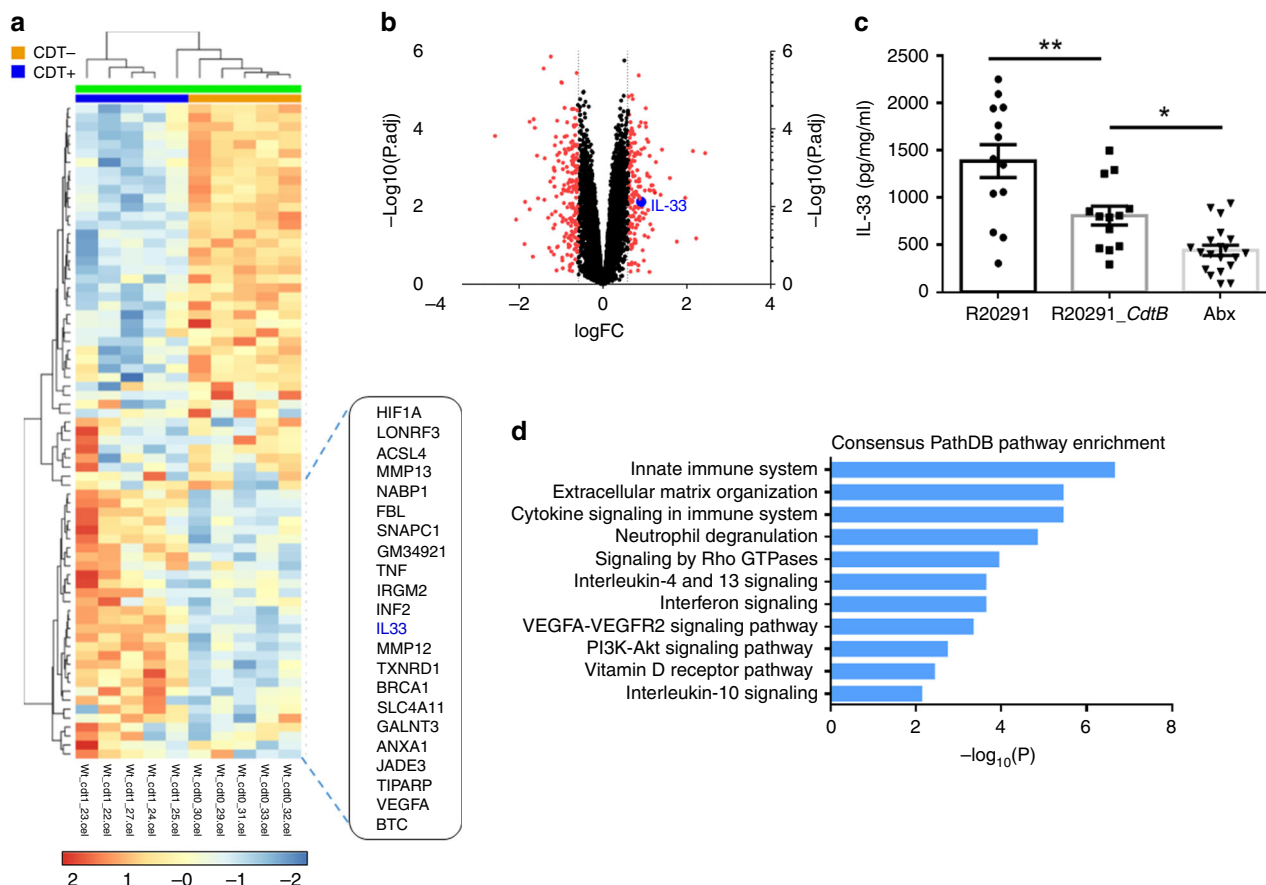 a
CDT–
CDT+
Wt_cdt1_23.cel
Wt_cdt1_22.cel
Wt_cdt1_27.cel
Wt_cdt1_24.cel
Wt_cdt1_25.cel
Wt_cdt0_30.cel
Wt_cdt0_29.cel
Wt_cdt0_31.cel
Wt_cdt0_33.cel
Wt_cdt0_32.cel
2 1 –0 –1 –2
HIF1A
LONRF3
ACSL4
MMP13
NABP1
FBL
SNAPC1
GM34921
TNF
IRGM2
INF2
IL33
MMP12
TXNRD1
BRCA1
SLC4A11
GALNT3
ANXA1
JADE3
TIPARP
VEGFA
BTC
b
6 6
4 4
2 2
0 0
–Log10(P.adj)
–Log10(P.adj)
IL-33
–4 –2 0 2 4
logFC
c
** 
*
2500
2000
1500
1000
500
0
IL-33 (pg/mg/ml)
R20291 R20291_CdtB Abx
d
Consensus PathDB pathway enrichment
Innate immune system
Extracellular matrix organization
Cytokine signaling in immune system
Neutrophil degranulation
Signaling by Rho GTPases
Interleukin-4 and 13 signaling
Interferon signaling
VEGFA-VEGFR2 signaling pathway
PI3K-Akt signaling pathway
Vitamin D receptor pathway
Interleukin-10 signaling
0 2 4 6 8
–log10(P)